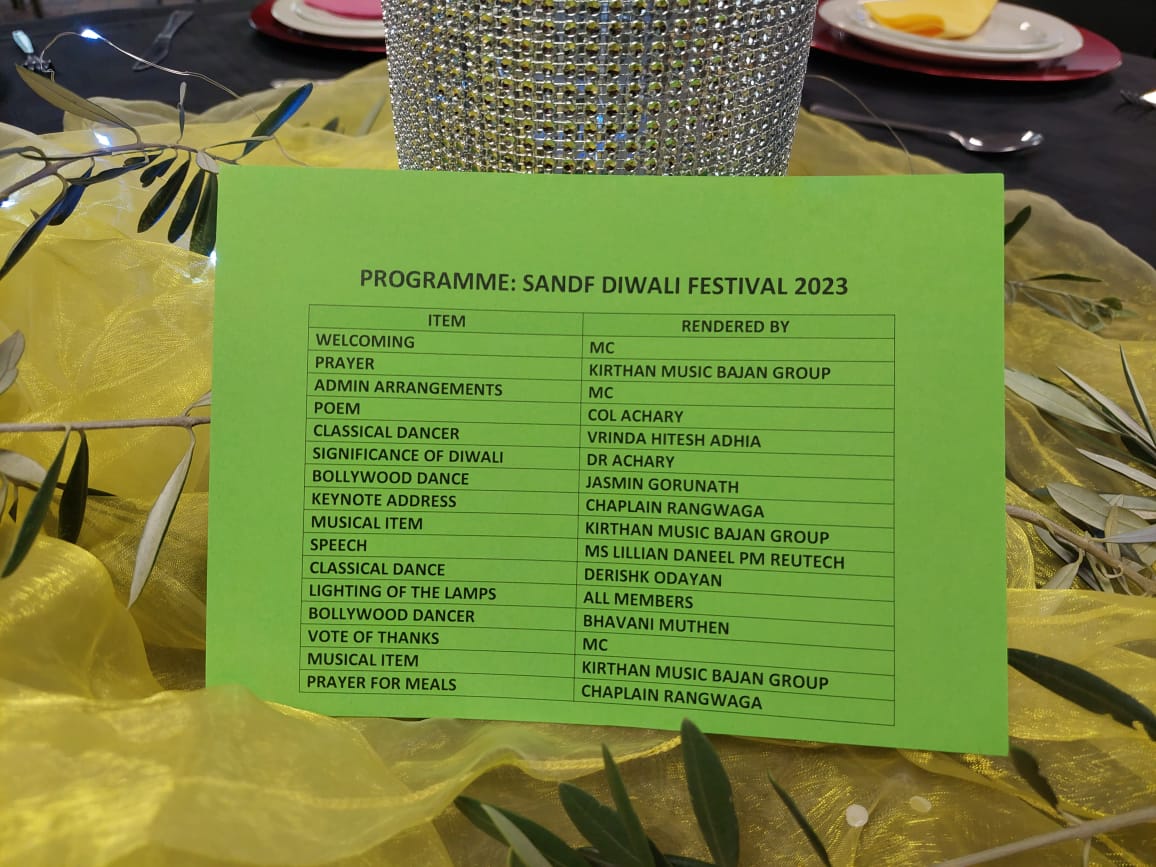 PROGRAMME: SANDF DIWALI FESTIVAL 2023
ITEM RENDERED BY
WELCOMING MC
PRAYER KIRTHAN MUSIC BAJAN GROUP
ADMIN ARRANGEMENTS MC
POEM COL ACHARY
CLASSICAL DANCER VRINDA HITESH ADHIA
SIGNIFICANCE OF DIWALI DR ACHARY
BOLLYWOOD DANCE JASMIN GORUNATH
KEYNOTE ADDRESS CHAPLAIN RANGWAGA
MUSICAL ITEM KIRTHAN MUSIC BAJAN GROUP
SPEECH MS LILLIAN DANEEL PM REUTECH
CLASSICAL DANCE DERISHK ODAYAN
LIGHTING OF THE LAMPS ALL MEMBERS
BOLLYWOOD DANCER BHAVANI MUTHEN
VOTE OF THANKS MC
MUSICAL ITEM KIRTHAN MUSIC BAJAN GROUP
PRAYER FOR MEALS CHAPLAIN RANGWAGA